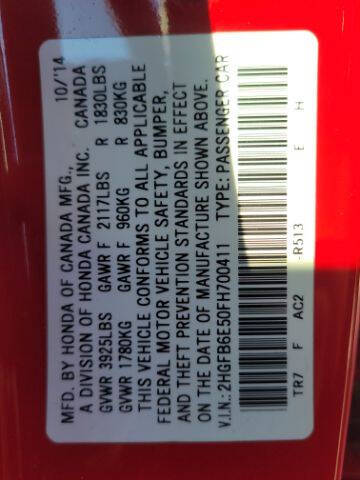 MFD. BY HONDA OF CANADA MFG., 10/'14
A DIVISION OF HONDA CANADA INC. CANADA
GVWR 3925LBS GAWR F 2117LBS R 1830LBS
GVWR 1780KG GAWR F 960KG R 830KG
THIS VEHICLE CONFORMS TO ALL APPLICABLE
FEDERAL MOTOR VEHICLE SAFETY, BUMPER,
AND THEFT PREVENTION STANDARDS IN EFFECT
ON THE DATE OF MANUFACTURE SHOWN ABOVE.
V.I.N.: 2HGFB6E50FH700411 TYPE: PASSENGER CAR
TR7 F AC2 -R513 E H